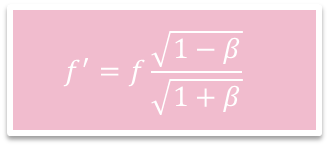 f′ = f √(1 − β) / √(1 + β)